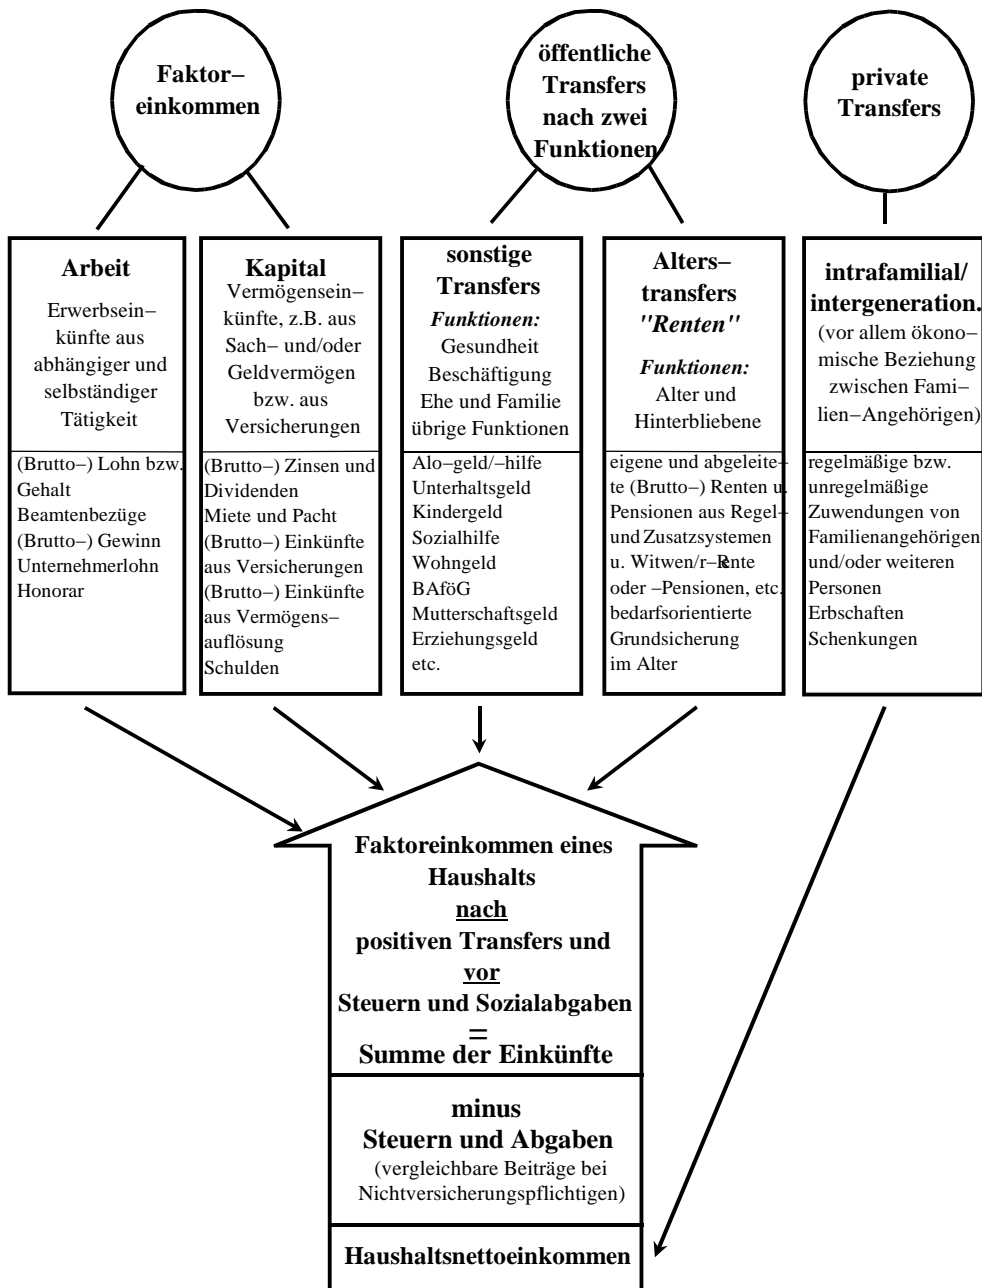 Faktor–
einkommen
öffentliche
Transfers
nach zwei
Funktionen
private
Transfers
Arbeit
Erwerbsein–
künfte aus
abhängiger und
selbständiger
Tätigkeit
(Brutto–) Lohn bzw.
Gehalt
Beamtenbezüge
(Brutto–) Gewinn
Unternehmerlohn
Honorar
Kapital
Vermögensein–
künfte, z.B. aus
Sach– und/oder
Geldvermögen
bzw. aus
Versicherungen
(Brutto–) Zinsen und
Dividenden
Miete und Pacht
(Brutto–) Einkünfte
aus Versicherungen
(Brutto–) Einkünfte
aus Vermögens–
auflösung
Schulden
sonstige
Transfers
Funktionen:
Gesundheit
Beschäftigung
Ehe und Familie
übrige Funktionen
Alo–geld/–hilfe
Unterhaltsgeld
Kindergeld
Sozialhilfe
Wohngeld
BAföG
Mutterschaftsgeld
Erziehungsgeld
etc.
Alters–
transfers
"Renten"
Funktionen:
Alter und
Hinterbliebene
eigene und abgeleite–
te (Brutto–) Renten u.
Pensionen aus Regel–
und Zusatzsystemen
u. Witwen/r–Rente
oder –Pensionen, etc.
bedarfsorientierte
Grundsicherung
im Alter
intrafamilial/
intergeneration.
(vor allem ökono–
mische Beziehung
zwischen Fami–
lien–Angehörigen)
regelmäßige bzw.
unregelmäßige
Zuwendungen von
Familienangehörigen
und/oder weiteren
Personen
Erbschaften
Schenkungen
Faktoreinkommen eines
Haushalts
nach
positiven Transfers und
vor
Steuern und Sozialabgaben
=
Summe der Einkünfte
minus
Steuern und Abgaben
(vergleichbare Beiträge bei
Nichtversicherungspflichtigen)
Haushaltsnettoeinkommen